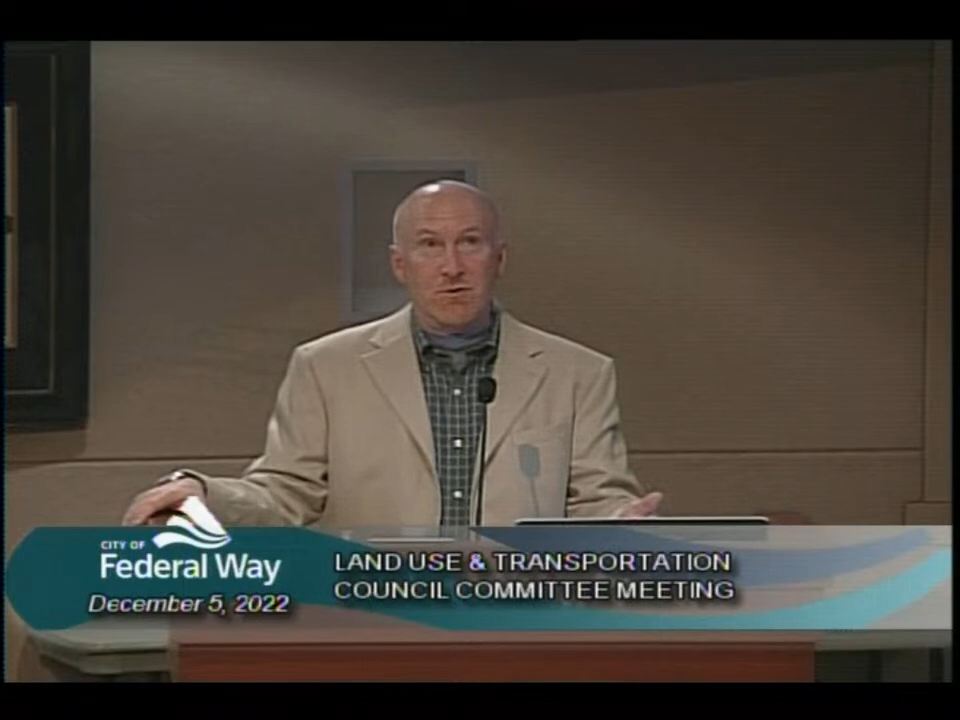 CITY OF
Federal Way
December 5, 2022
LAND USE & TRANSPORTATION
COUNCIL COMMITTEE MEETING